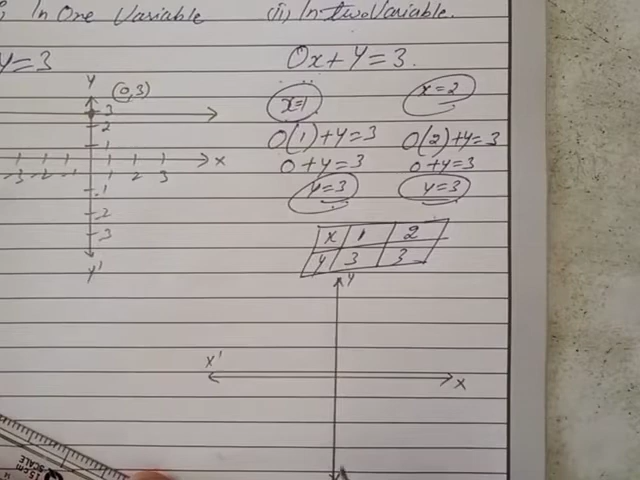 In One Variable
y=3
Y
(0,3)
3
2
1
-3 -2 -1 1 2 3 X
-1
-2
-3
Y'
(ii) In two Variable.
0x+y=3.
x=1 x=2
0(1)+y=3 0(2)+y=3
0+y=3 0+y=3
y=3 y=3
x 1 2
y 3 3
Y
X' X
15cm
SCALE